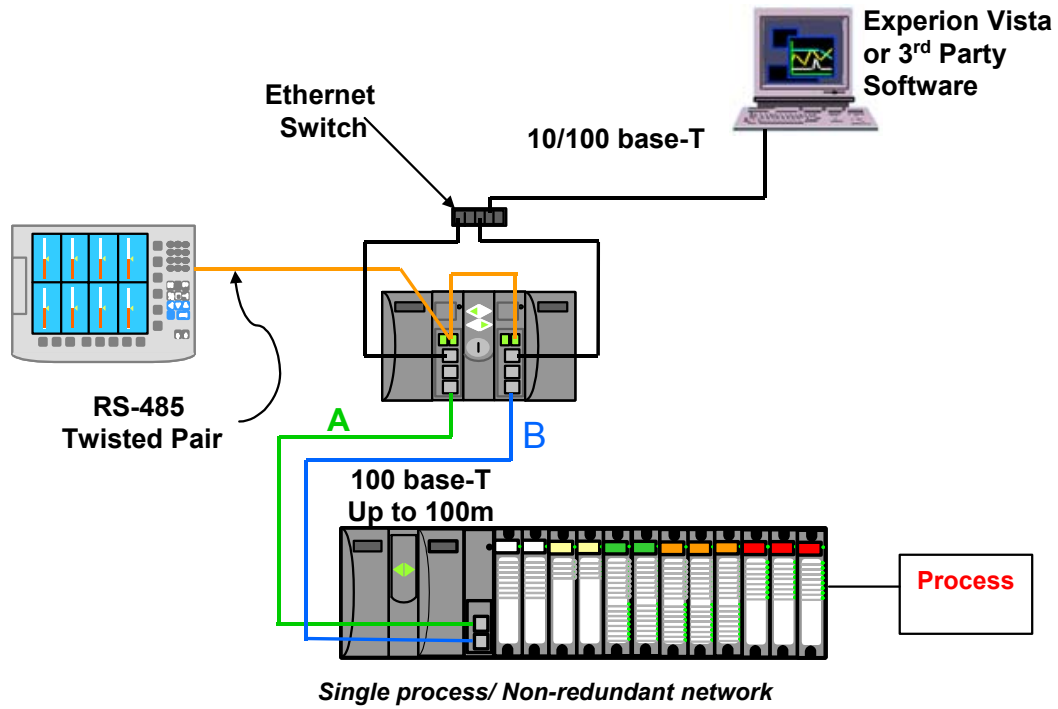 Experion Vista
or 3rd Party
Software
Ethernet
Switch
10/100 base-T
RS-485
Twisted Pair
A
B
100 base-T
Up to 100m
Process
Single process/ Non-redundant network